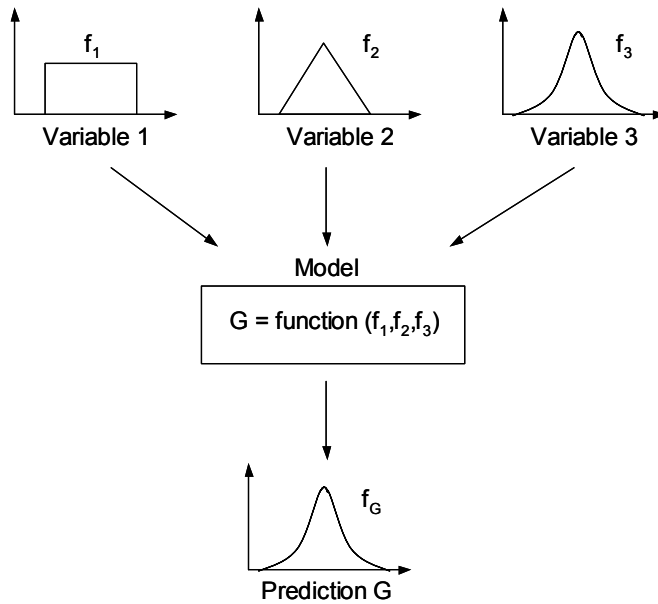 f1
f2
f3
Variable 1
Variable 2
Variable 3
Model
G = function (f1,f2,f3)
fG
Prediction G